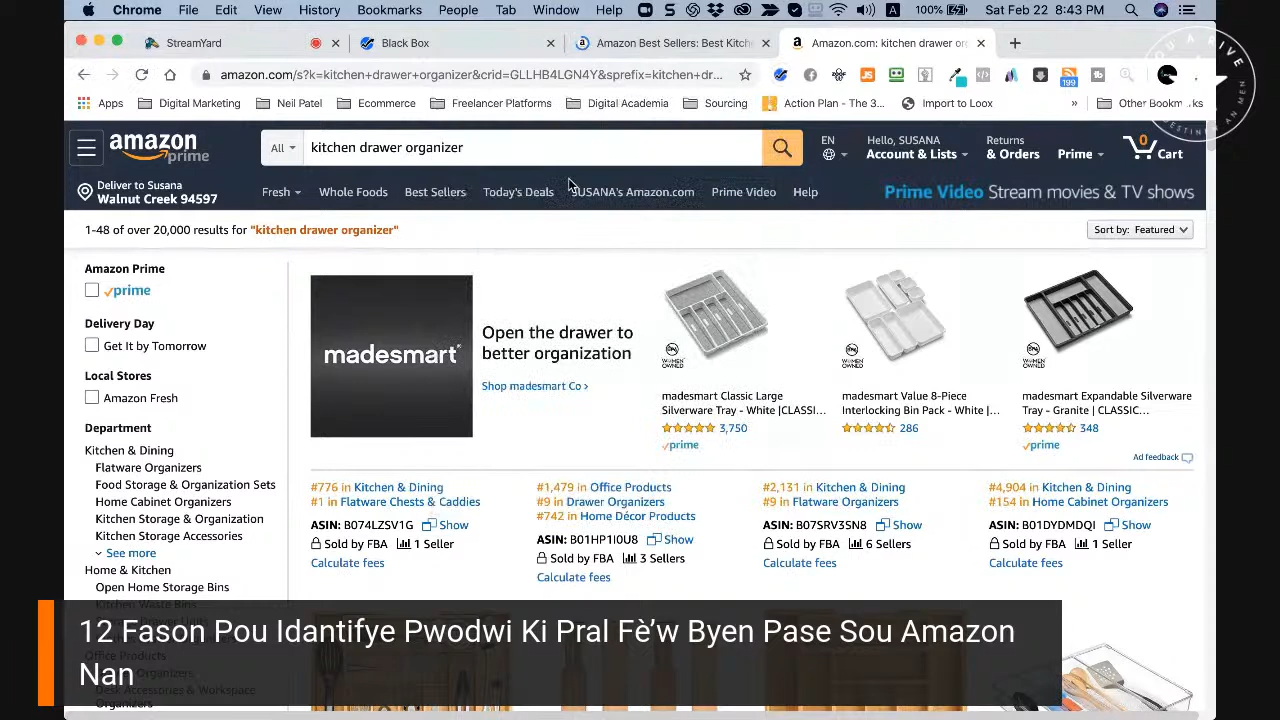 Chrome File Edit View History Bookmarks People Tab Window Help 100% Sat Feb 22 8:43 PM
StreamYard
Black Box
Amazon Best Sellers: Best Kitche
Amazon.com: kitchen drawer or
amazon.com/s?k=kitchen+drawer+organizer&crid=GLLHB4LGN4Y&sprefix=kitchen+dr...
199
Apps Digital Marketing Neil Patel Ecommerce Freelancer Platforms Digital Academia Sourcing Action Plan - The 3... Import to Loox » Other Bookmarks
amazon prime
All
kitchen drawer organizer
EN
Hello, SUSANA
Account & Lists
Returns
& Orders
Prime
0
Cart
Deliver to Susana
Walnut Creek 94597
Fresh Whole Foods Best Sellers Today's Deals SUSANA's Amazon.com Prime Video Help
Prime Video Stream movies & TV shows
1-48 of over 20,000 results for "kitchen drawer organizer"
Sort by: Featured
Amazon Prime
prime
Delivery Day
Get It by Tomorrow
Local Stores
Amazon Fresh
Department
Kitchen & Dining
Flatware Organizers
Food Storage & Organization Sets
Home Cabinet Organizers
Kitchen Storage & Organization
Kitchen Storage Accessories
See more
Home & Kitchen
Open Home Storage Bins
Kitchen Waste Bins
Office Products
Organizers
Desk Accessories & Workspace
Organizers
madesmart
Open the drawer to
better organization
Shop madesmart Co ›
WOMEN OWNED
madesmart Classic Large
Silverware Tray - White |CLASSI...
3,750
prime
WOMEN OWNED
madesmart Value 8-Piece
Interlocking Bin Pack - White |...
286
WOMEN OWNED
madesmart Expandable Silverware
Tray - Granite | CLASSIC...
348
prime
Ad feedback
#776 in Kitchen & Dining
#1 in Flatware Chests & Caddies
ASIN: B074LZSV1G Show
Sold by FBA 1 Seller
Calculate fees
#1,479 in Office Products
#9 in Drawer Organizers
#742 in Home Décor Products
ASIN: B01HP1I0U8 Show
Sold by FBA 3 Sellers
Calculate fees
#2,131 in Kitchen & Dining
#9 in Flatware Organizers
ASIN: B07SRV3SN8 Show
Sold by FBA 6 Sellers
Calculate fees
#4,904 in Kitchen & Dining
#154 in Home Cabinet Organizers
ASIN: B01DYDMDQI Show
Sold by FBA 1 Seller
Calculate fees
12 Fason Pou Idantifye Pwodwi Ki Pral Fè’w Byen Pase Sou Amazon
Nan